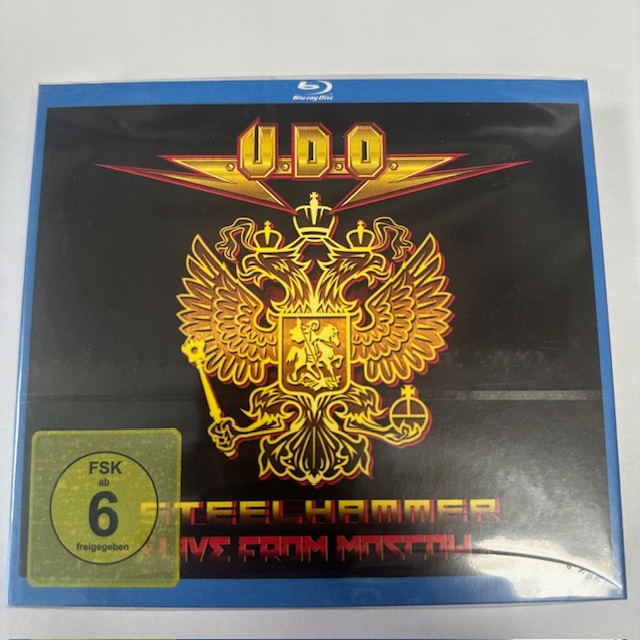 Blu-ray Disc
U.D.O.
FSK
ab
6
freigegeben
STEELHAMMER
LIVE FROM MOSCOW